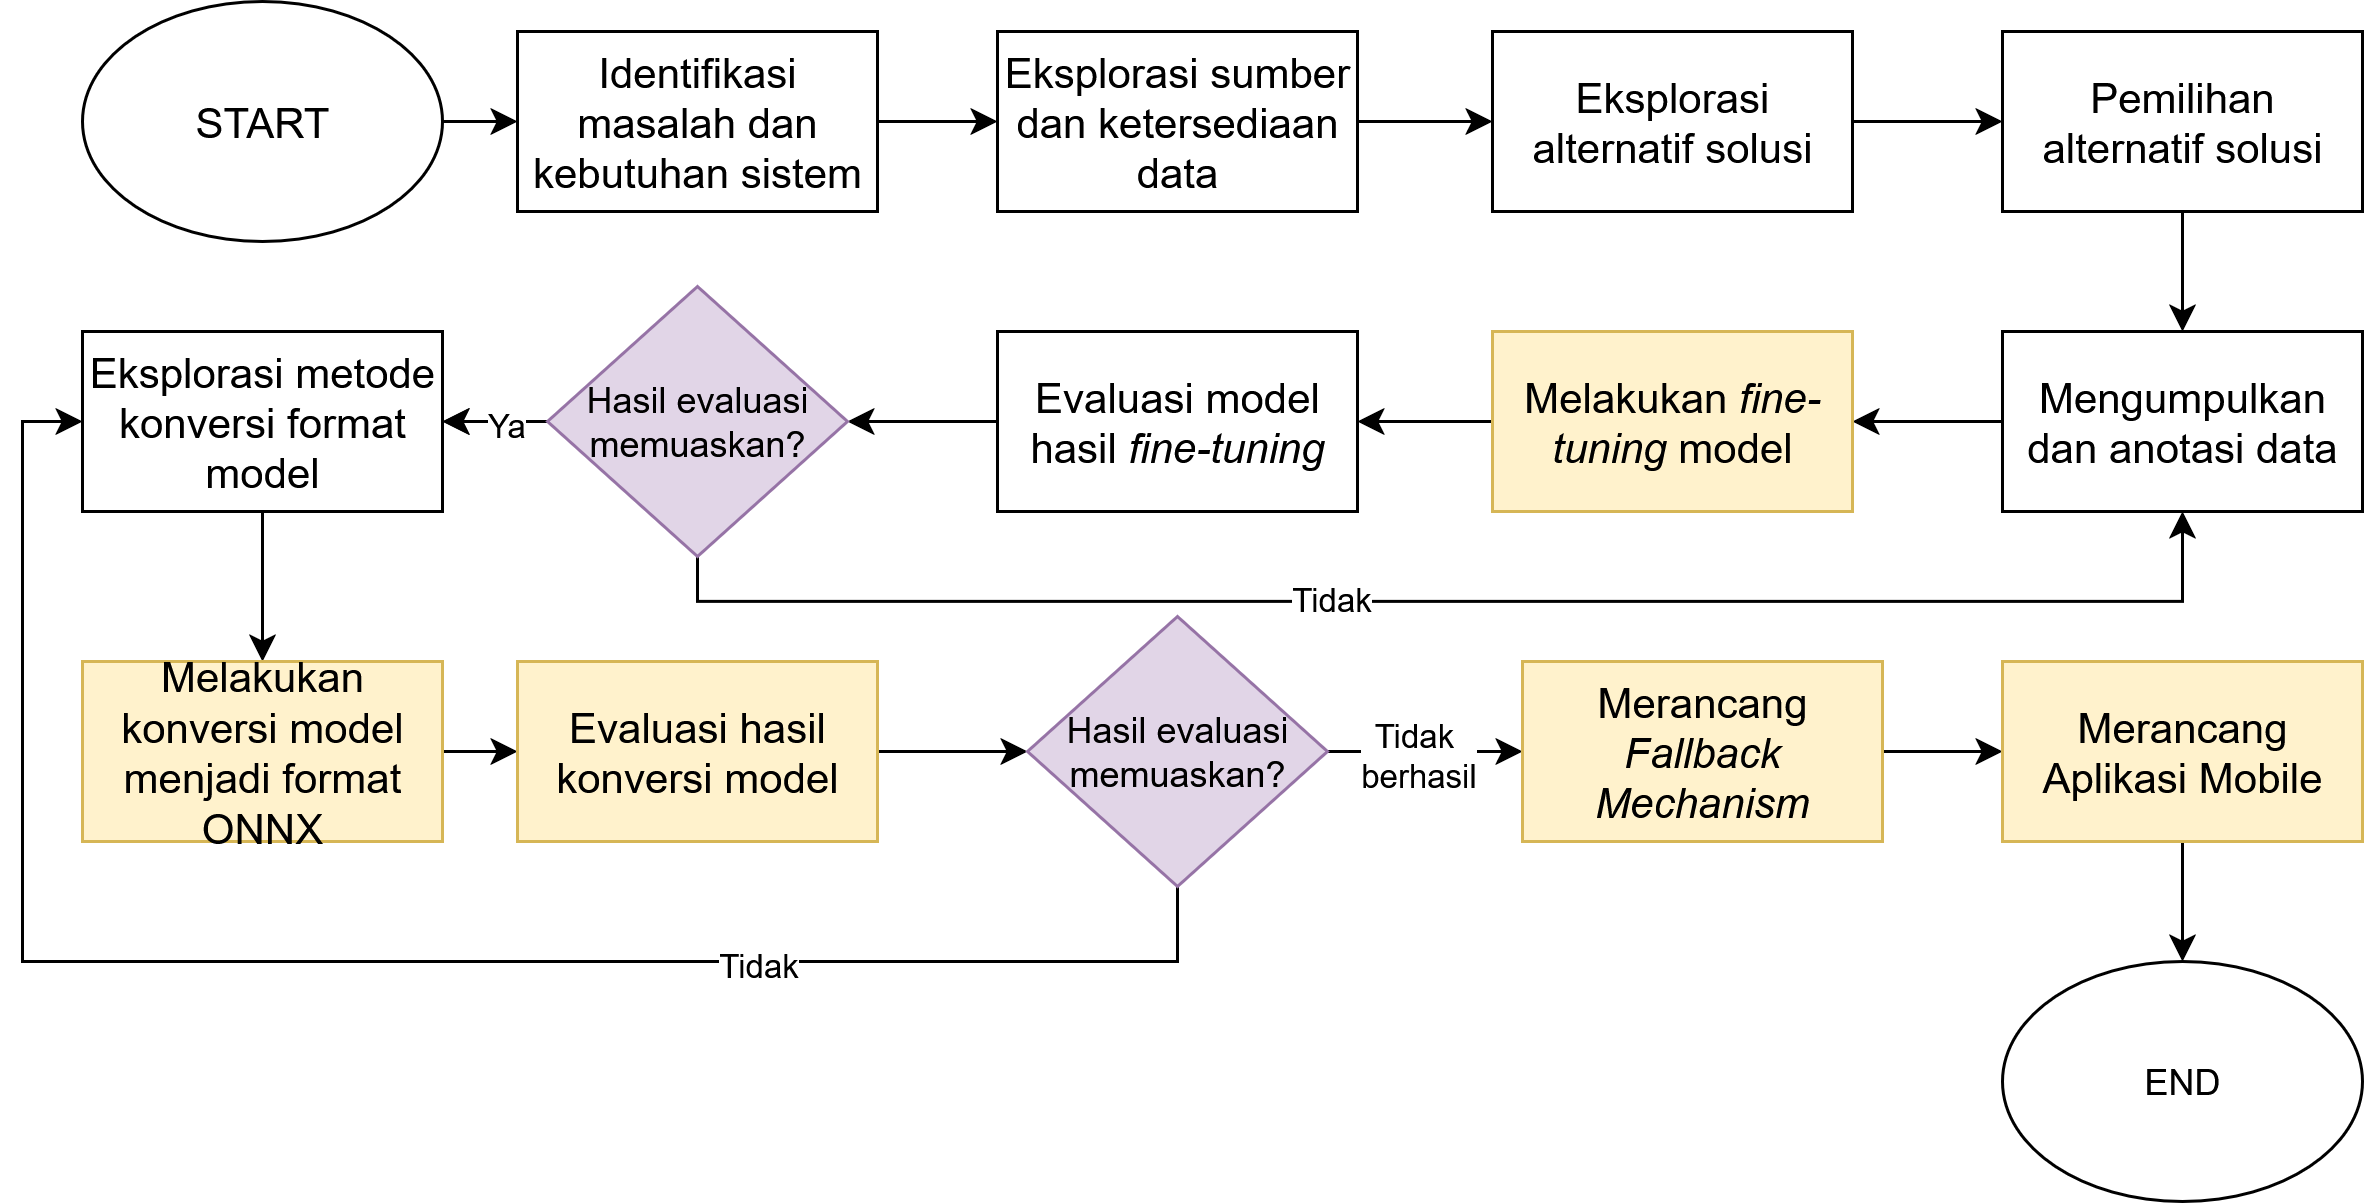 START
Identifikasi
masalah dan
kebutuhan sistem
Eksplorasi sumber
dan ketersediaan
data
Eksplorasi
alternatif solusi
Pemilihan
alternatif solusi
Eksplorasi metode
konversi format
model
Ya
Hasil evaluasi
memuaskan?
Evaluasi model
hasil fine-tuning
Melakukan fine-
tuning model
Mengumpulkan
dan anotasi data
Tidak
Melakukan
konversi model
menjadi format
ONNX
Evaluasi hasil
konversi model
Hasil evaluasi
memuaskan?
Tidak
berhasil
Merancang
Fallback
Mechanism
Merancang
Aplikasi Mobile
Tidak
END